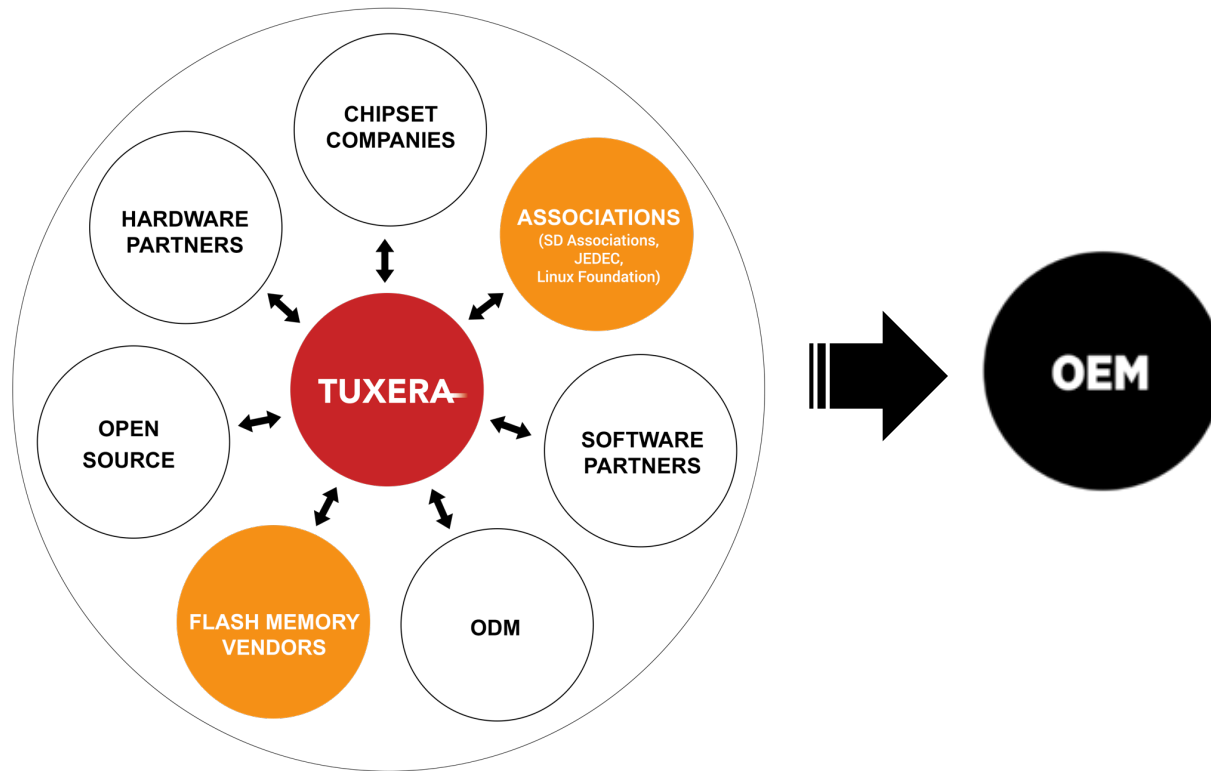 CHIPSET
COMPANIES
HARDWARE
PARTNERS
ASSOCIATIONS
(SD Associations,
JEDEC,
Linux Foundation)
TUXERA
OEM
OPEN
SOURCE
SOFTWARE
PARTNERS
FLASH MEMORY
VENDORS
ODM